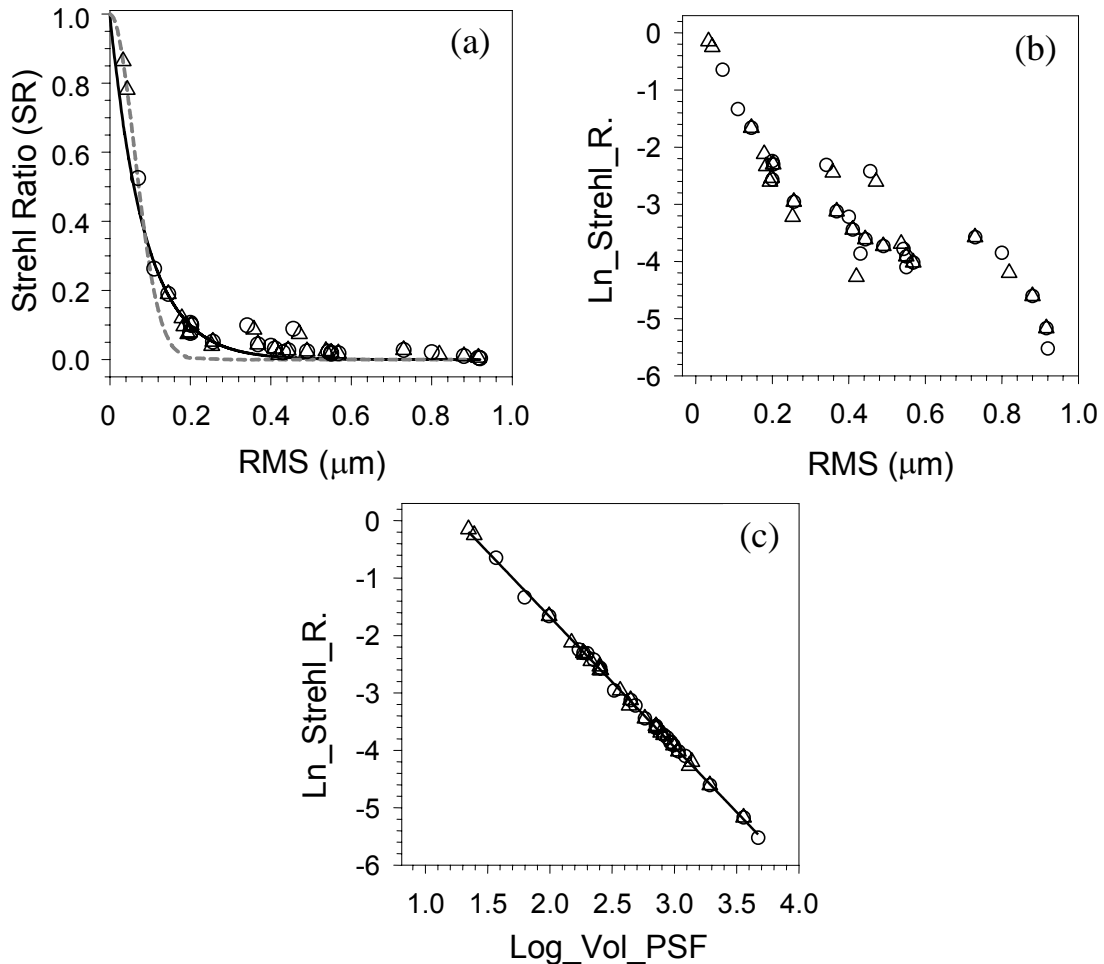 (a)
1.0
0.8
0.6
0.4
0.2
0.0
Strehl Ratio (SR)
0 0.2 0.4 0.6 0.8 1.0
RMS (μm)
(b)
0
-1
-2
-3
-4
-5
-6
Ln_Strehl_R.
0.0 0.2 0.4 0.6 0.8 1.0
RMS (μm)
(c)
0
-1
-2
-3
-4
-5
-6
Ln_Strehl_R.
1.0 1.5 2.0 2.5 3.0 3.5 4.0
Log_Vol_PSF